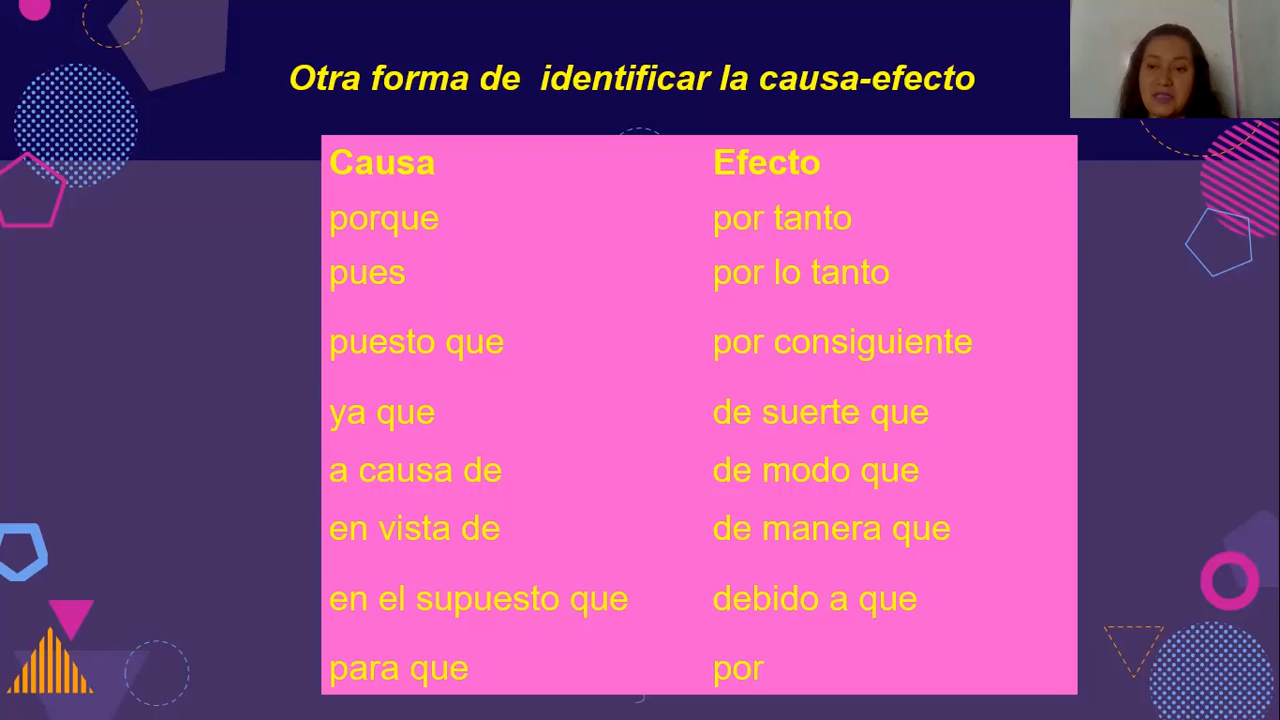 Otra forma de identificar la causa-efecto
Causa Efecto
porque por tanto
pues por lo tanto
puesto que por consiguiente
ya que de suerte que
a causa de de modo que
en vista de de manera que
en el supuesto que debido a que
para que por